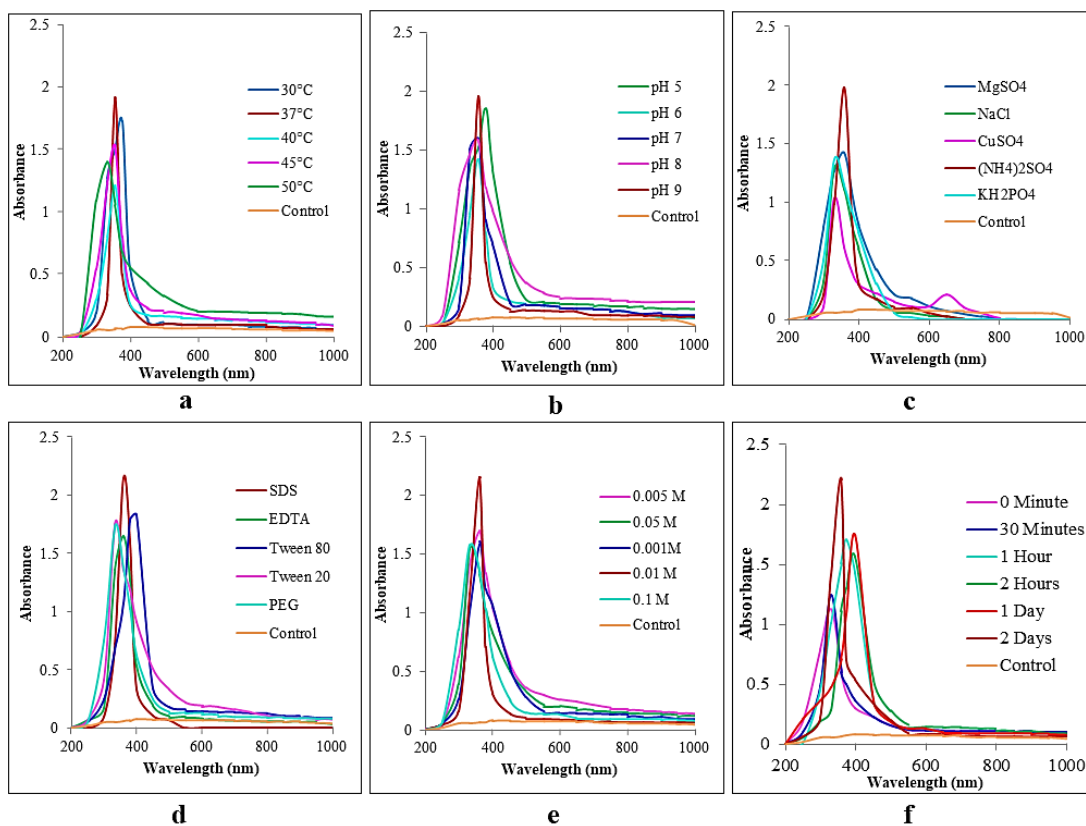 2.5
2
1.5
1
0.5
0
Absorbance
200
400
600
800
1000
Wavelength (nm)
30°C
37°C
40°C
45°C
50°C
Control
a
2.5
2
1.5
1
0.5
0
Absorbance
200
400
600
800
1000
Wavelength (nm)
pH 5
pH 6
pH 7
pH 8
pH 9
Control
b
2.5
2
1.5
1
0.5
0
Absorbance
200
400
600
800
1000
Wavelength (nm)
MgSO4
NaCl
CuSO4
(NH4)2SO4
KH2PO4
Control
c
2.5
2
1.5
1
0.5
0
Absorbance
200
400
600
800
1000
Wavelength (nm)
SDS
EDTA
Tween 80
Tween 20
PEG
Control
d
2.5
2
1.5
1
0.5
0
Absorbance
200
400
600
800
1000
Wavelength (nm)
0.005 M
0.05 M
0.001M
0.01 M
0.1 M
Control
e
2.5
2
1.5
1
0.5
0
Absorbance
200
400
600
800
1000
Wavelength (nm)
0 Minute
30 Minutes
1 Hour
2 Hours
1 Day
2 Days
Control
f